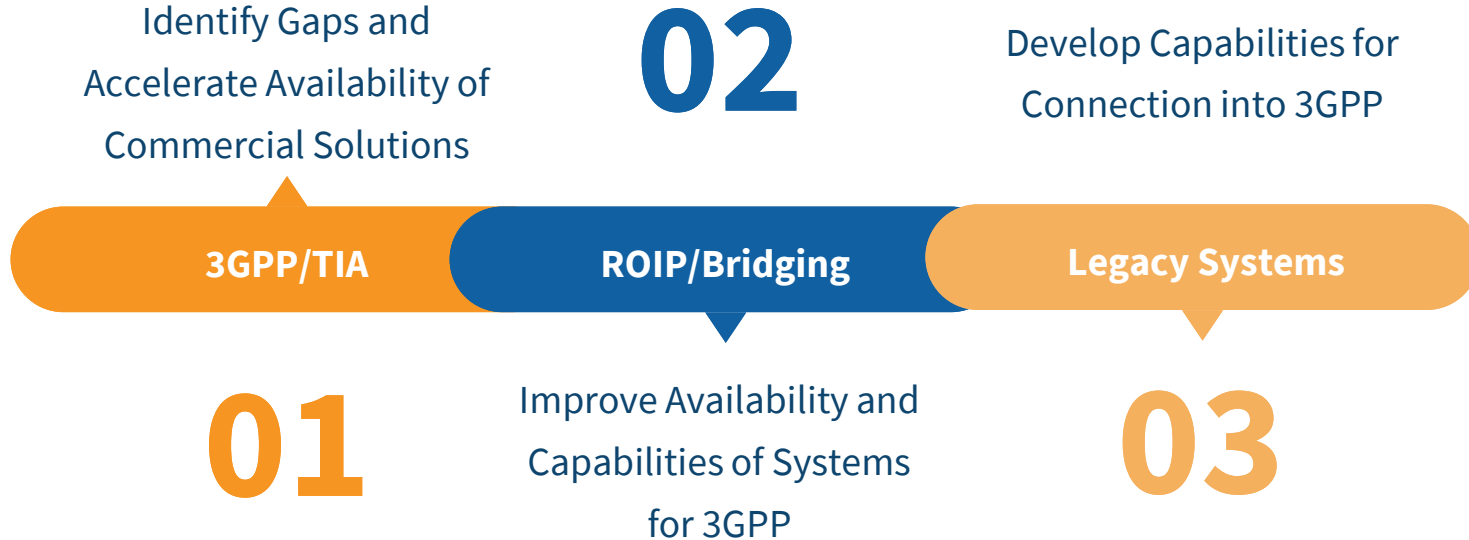 Identify Gaps and
Accelerate Availability of
Commercial Solutions
3GPP/TIA
01
02
ROIP/Bridging
Improve Availability and
Capabilities of Systems
for 3GPP
Develop Capabilities for
Connection into 3GPP
Legacy Systems
03